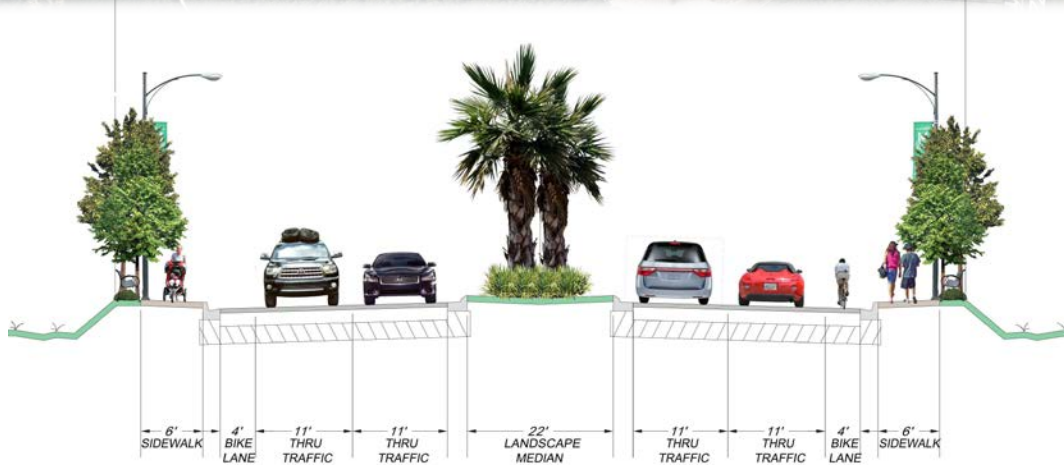 6'
SIDEWALK
4'
BIKE
LANE
11'
THRU
TRAFFIC
11'
THRU
TRAFFIC
22'
LANDSCAPE
MEDIAN
11'
THRU
TRAFFIC
11'
THRU
TRAFFIC
4'
BIKE
LANE
6'
SIDEWALK